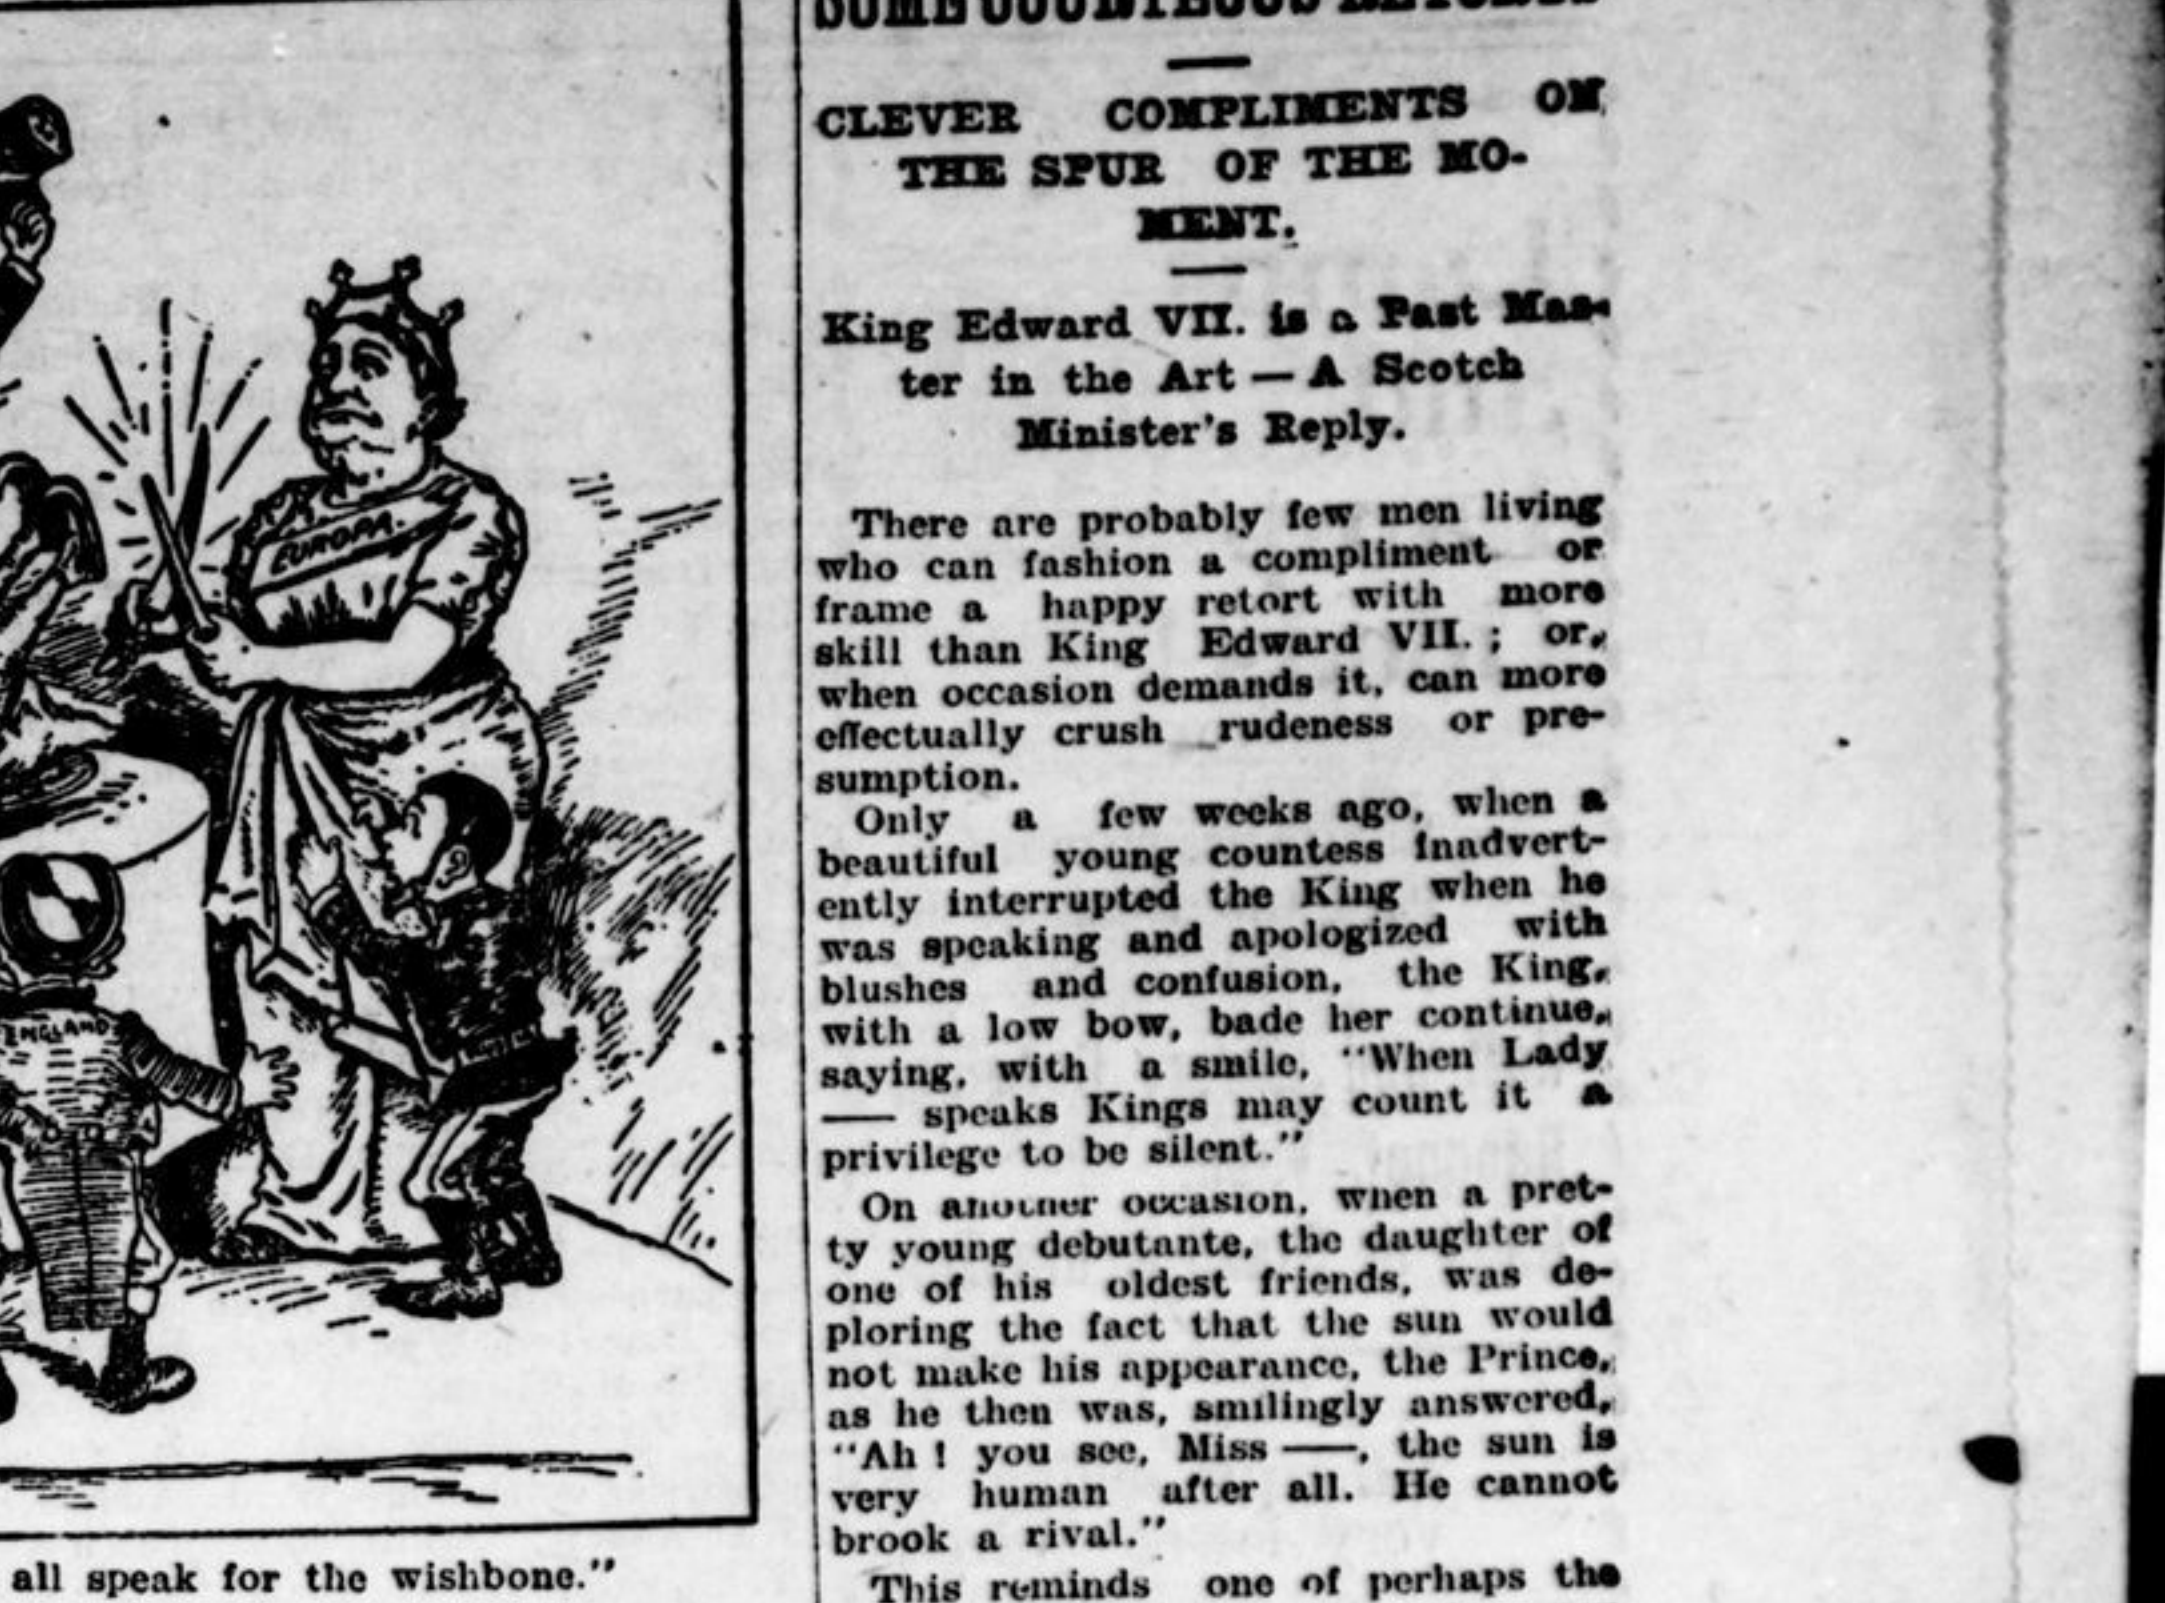 EUROPA.
ENGLAND
all speak for the wishbone."
SOME COURTEOUS RETORTS
CLEVER COMPLIMENTS ON
THE SPUR OF THE MO-
MENT.
King Edward VII. is a Past Mas-
ter in the Art — A Scotch
Minister's Reply.
There are probably few men living
who can fashion a compliment or
frame a happy retort with more
skill than King Edward VII. ; or,
when occasion demands it, can more
effectually crush rudeness or pre-
sumption.
Only a few weeks ago, when a
beautiful young countess inadvert-
ently interrupted the King when he
was speaking and apologized with
blushes and confusion, the King,
with a low bow, bade her continue,
saying, with a smile, "When Lady
— speaks Kings may count it a
privilege to be silent."
On another occasion, when a pret-
ty young debutante, the daughter of
one of his oldest friends, was de-
ploring the fact that the sun would
not make his appearance, the Prince,
as he then was, smilingly answered,
"Ah ! you see, Miss —, the sun is
very human after all. He cannot
brook a rival."
This reminds one of perhaps the